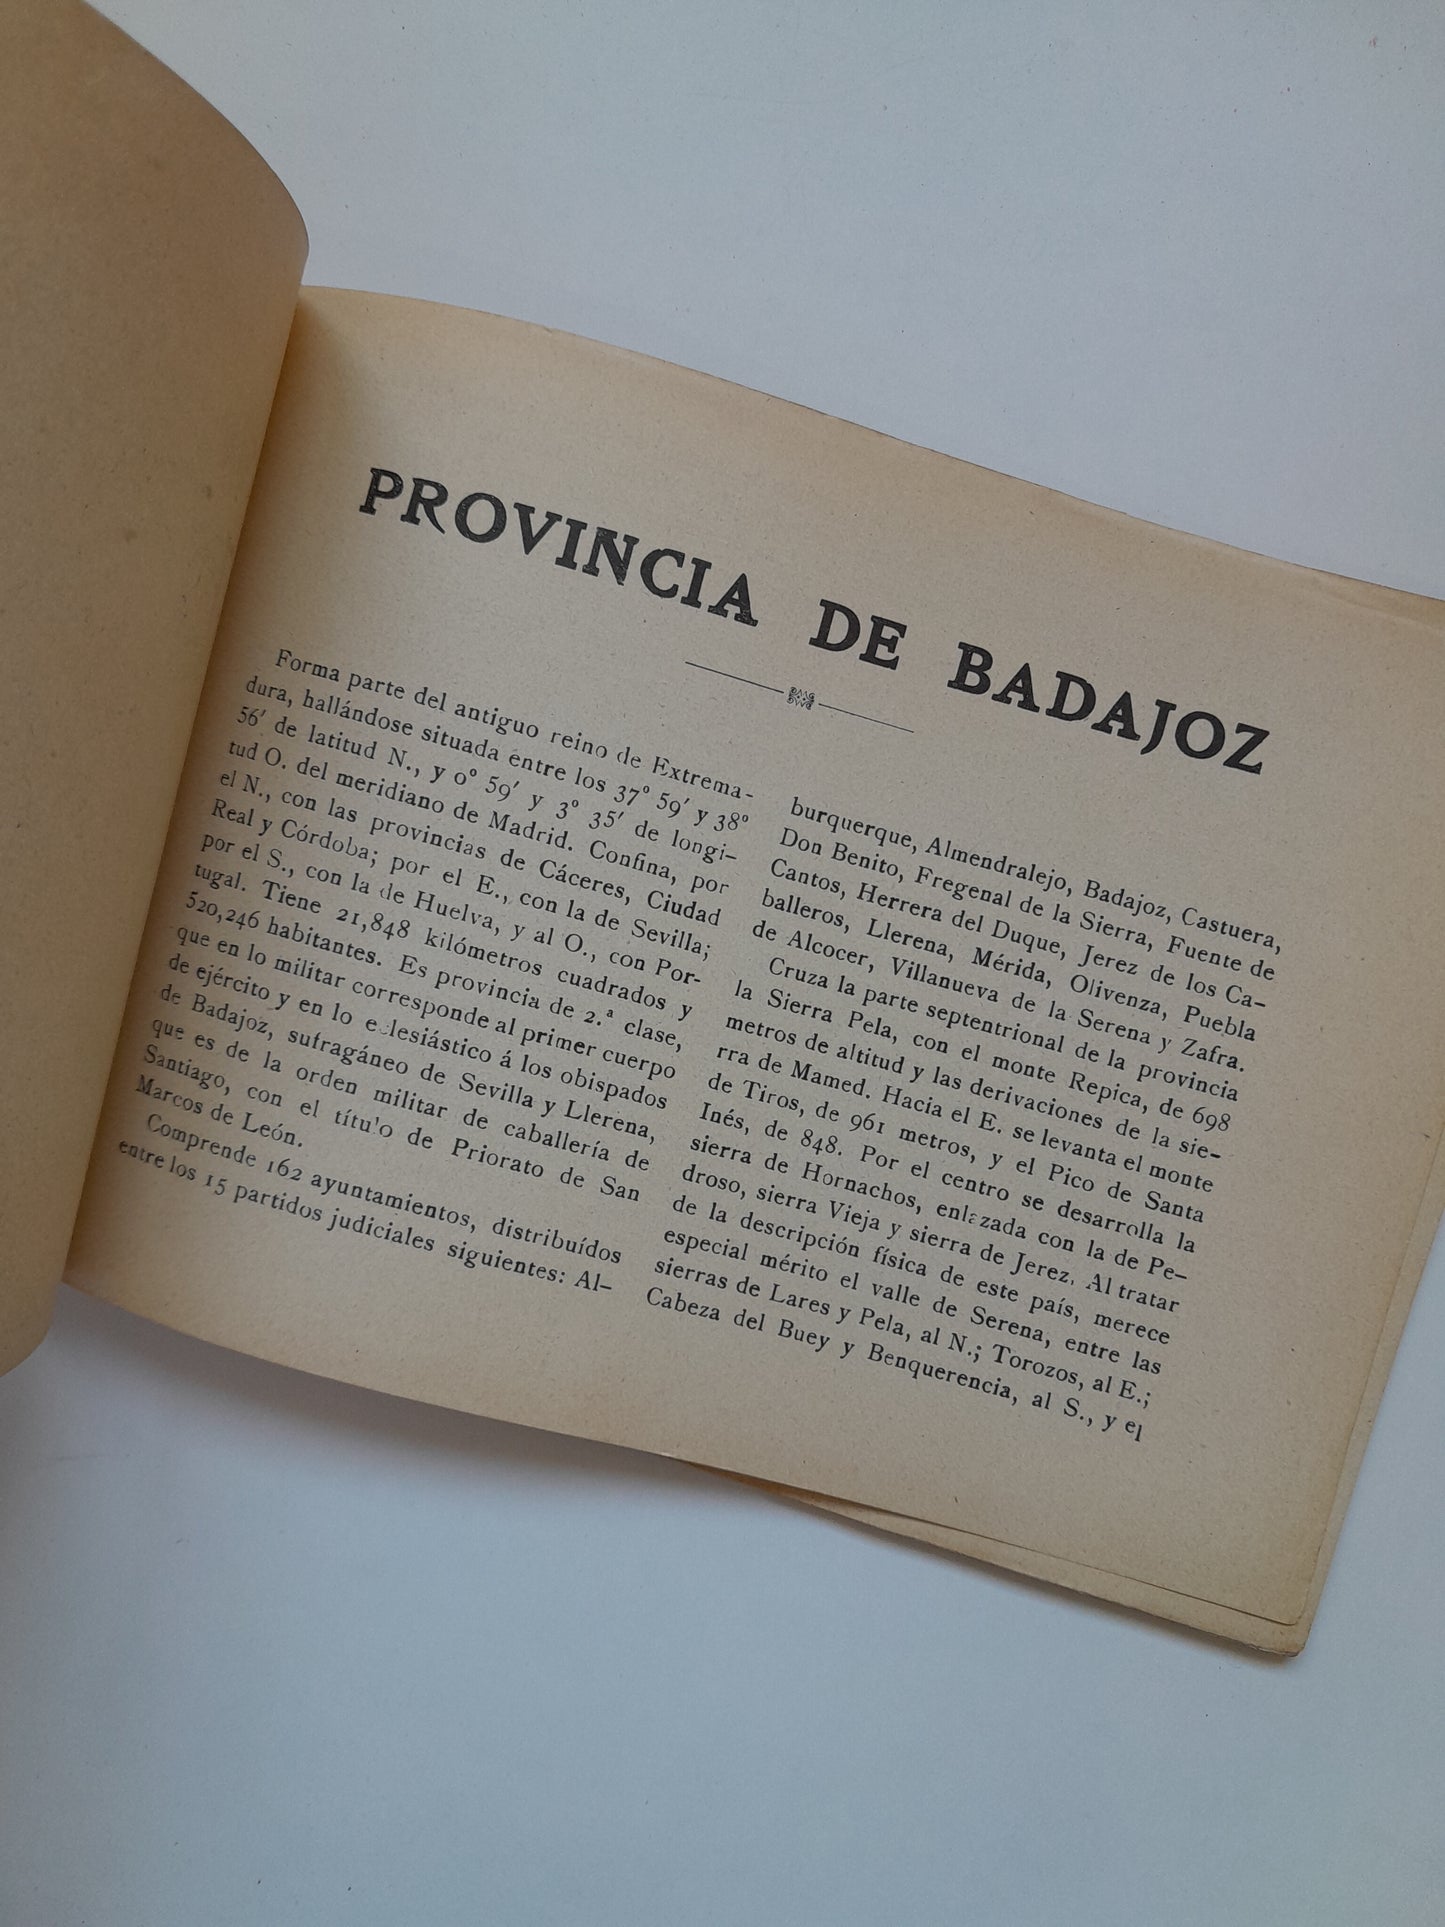 PROVINCIA DE BADAJOZ
Forma parte del antiguo reino de Extrema-
dura, hallándose situada entre los 37° 59′ y 38°
56′ de latitud N., y 0° 59′ y 3° 35′ de longi-
tud O. del meridiano de Madrid. Confina, por
el N., con las provincias de Cáceres, Ciudad
Real y Córdoba; por el E., con la de Sevilla;
por el S., con la de Huelva, y al O., con Por-
tugal. Tiene 21,848 kilómetros cuadrados y
520,246 habitantes. Es provincia de 2.ª clase,
que en lo militar corresponde al primer cuerpo
de ejército y en lo eclesiástico á los obispados
de Badajoz, sufragáneo de Sevilla y Llerena,
que es de la orden militar de caballería de
Santiago, con el título de Priorato de San
Marcos de León.
Comprende 162 ayuntamientos, distribuídos
entre los 15 partidos judiciales siguientes: Al-
burquerque, Almendralejo, Badajoz, Castuera,
Don Benito, Fregenal de la Sierra, Fuente de
Cantos, Herrera del Duque, Jerez de los Ca-
balleros, Llerena, Mérida, Olivenza, Puebla
de Alcocer, Villanueva de la Serena y Zafra.
Cruza la parte septentrional de la provincia
la Sierra Pela, con el monte Repica, de 698
metros de altitud y las derivaciones de la sie-
rra de Mamed. Hacia el E. se levanta el monte
de Tiros, de 961 metros, y el Pico de Santa
Inés, de 848. Por el centro se desarrolla la
sierra de Hornachos, enlazada con la de Pe-
droso, sierra Vieja y sierra de Jerez. Al tratar
de la descripción física de este país, merece
especial mérito el valle de Serena, entre las
sierras de Lares y Pela, al N.; Torozos, al E.;
Cabeza del Buey y Benquerencia, al S., y el